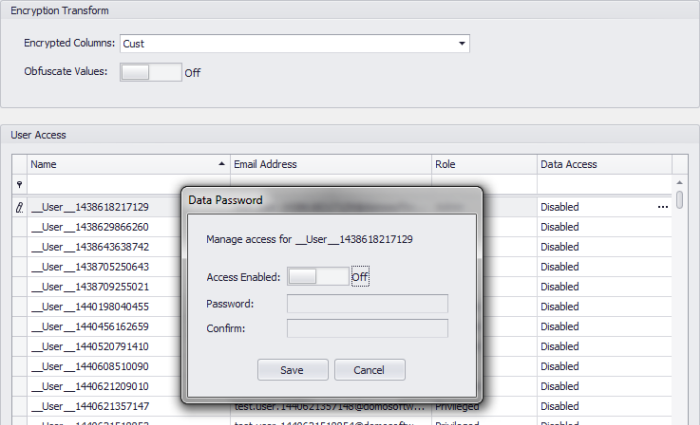 Encryption Transform
Encrypted Columns: Cust
Obfuscate Values: Off
User Access
Name Email Address Role Data Access
__User__1438618217129 Disabled ...
__User__1438629866260 Disabled
__User__1438643638742 Disabled
__User__1438705250643 Disabled
__User__1438709255021 Disabled
__User__1440198040455 Disabled
__User__1440456162659 Disabled
__User__1440520791410 Disabled
__User__1440608510090 Disabled
__User__1440621209010 Disabled
__User__1440621357147 test.user.1440621357148@domosoftw... Privileged Disabled
Data Password
Manage access for __User__1438618217129
Access Enabled: Off
Password:
Confirm:
Save Cancel